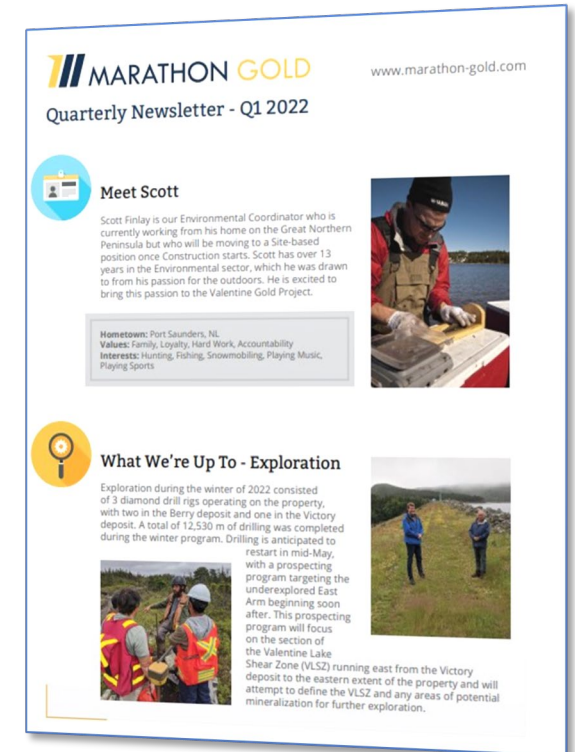 MARATHON GOLD
www.marathon-gold.com
Quarterly Newsletter - Q1 2022
Meet Scott
Scott Finlay is our Environmental Coordinator who is
currently working from his home on the Great Northern
Peninsula but who will be moving to a Site-based
position once Construction starts. Scott has over 13
years in the Environmental sector, which he was drawn
to from his passion for the outdoors. He is excited to
bring this passion to the Valentine Gold Project.
Hometown: Port Saunders, NL
Values: Family, Loyalty, Hard Work, Accountability
Interests: Hunting, Fishing, Snowmobiling, Playing Music,
Playing Sports
What We're Up To - Exploration
Exploration during the winter of 2022 consisted
of 3 diamond drill rigs operating on the property,
with two in the Berry deposit and one in the Victory
deposit. A total of 12,530 m of drilling was completed
during the winter program. Drilling is anticipated to
restart in mid-May,
with a prospecting
program targeting the
underexplored East
Arm beginning soon
after. This prospecting
program will focus
on the section of
the Valentine Lake
Shear Zone (VLSZ) running east from the Victory
deposit to the eastern extent of the property and will
attempt to define the VLSZ and any areas of potential
mineralization for further exploration.